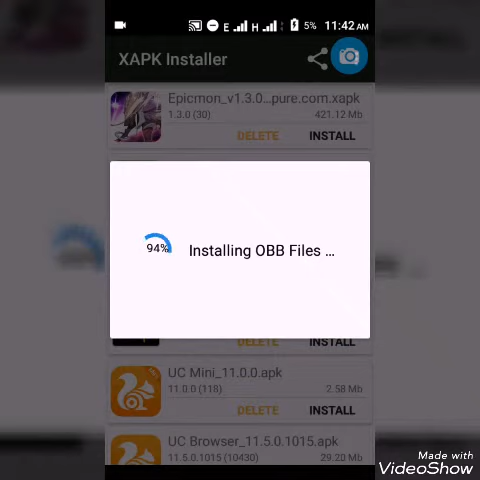 E H 5% 11:42 AM
XAPK Installer
Epicmon_v1.3.0...pure.com.xapk
1.3.0 (30) 421.12 Mb
DELETE INSTALL
94% Installing OBB Files ...
DELETE INSTALL
UC Mini_11.0.0.apk
11.0.0 (118) 2.58 Mb
DELETE INSTALL
UC Browser_11.5.0.1015.apk
11.5.0.1015 (10430) 29.20 Mb
Made with
VideoShow